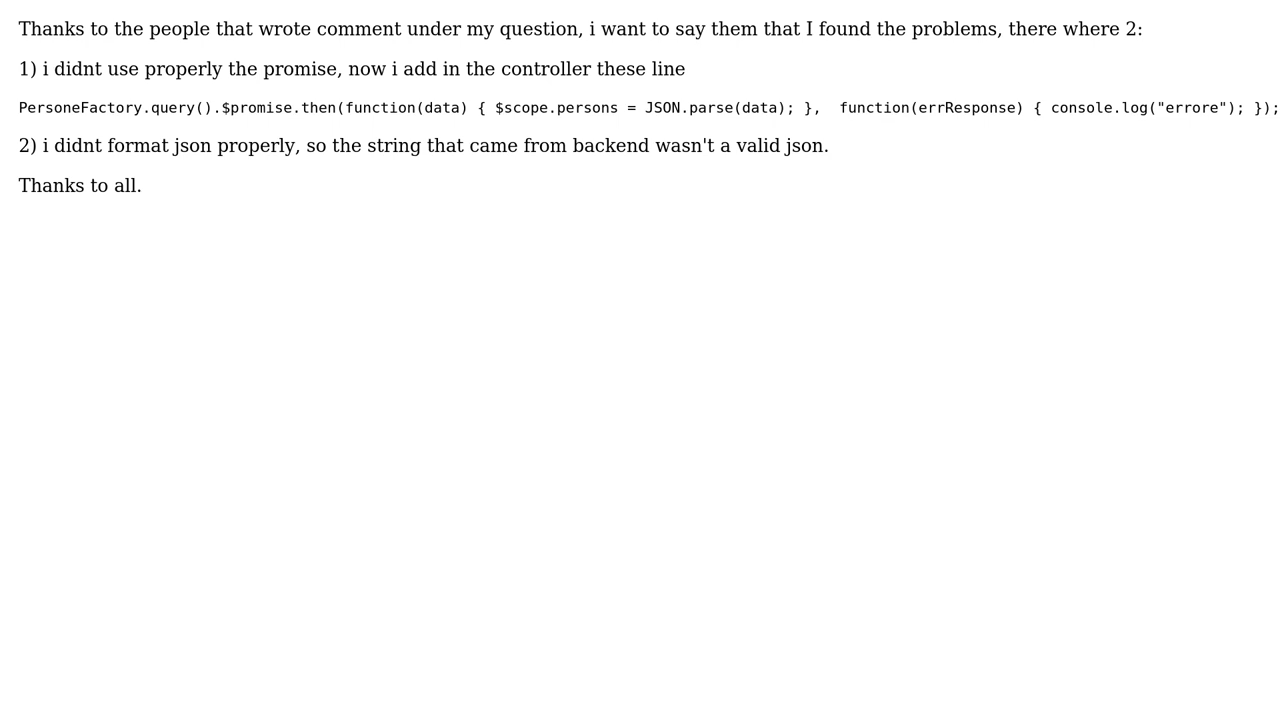 Thanks to the people that wrote comment under my question, i want to say them that I found the problems, there where 2:
1) i didnt use properly the promise, now i add in the controller these line
PersoneFactory.query().$promise.then(function(data) { $scope.persons = JSON.parse(data); },  function(errResponse) { console.log("errore"); });
2) i didnt format json properly, so the string that came from backend wasn't a valid json.
Thanks to all.